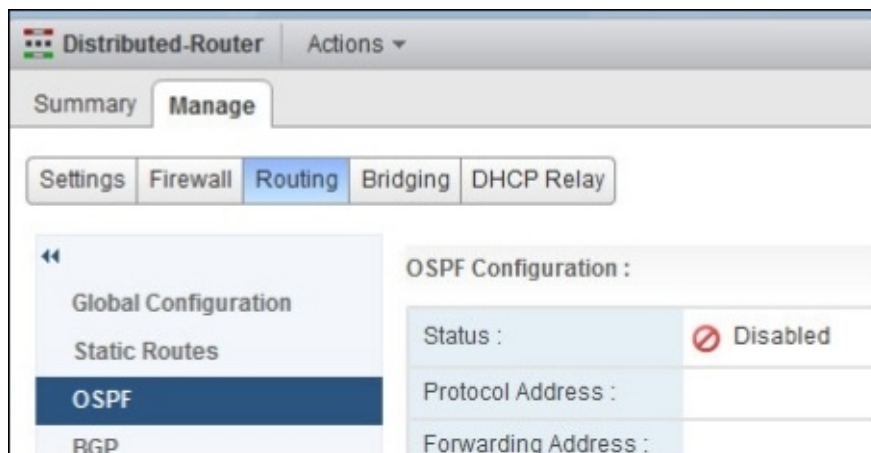 Distributed-Router Actions
Summary Manage
Settings Firewall Routing Bridging DHCP Relay
OSPF Configuration :
Global Configuration
Static Routes
OSPF
BGP
Status : Disabled
Protocol Address :
Forwarding Address :